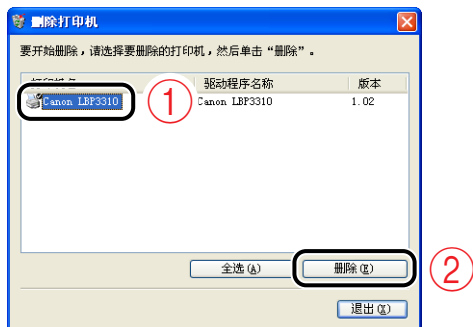 删除打印机
要开始删除，请选择要删除的打印机，然后单击“删除”。
驱动程序名称 版本
Canon LBP3310 Canon LBP3310 1.02
①
全选(A) 删除(E)
②
退出(X)